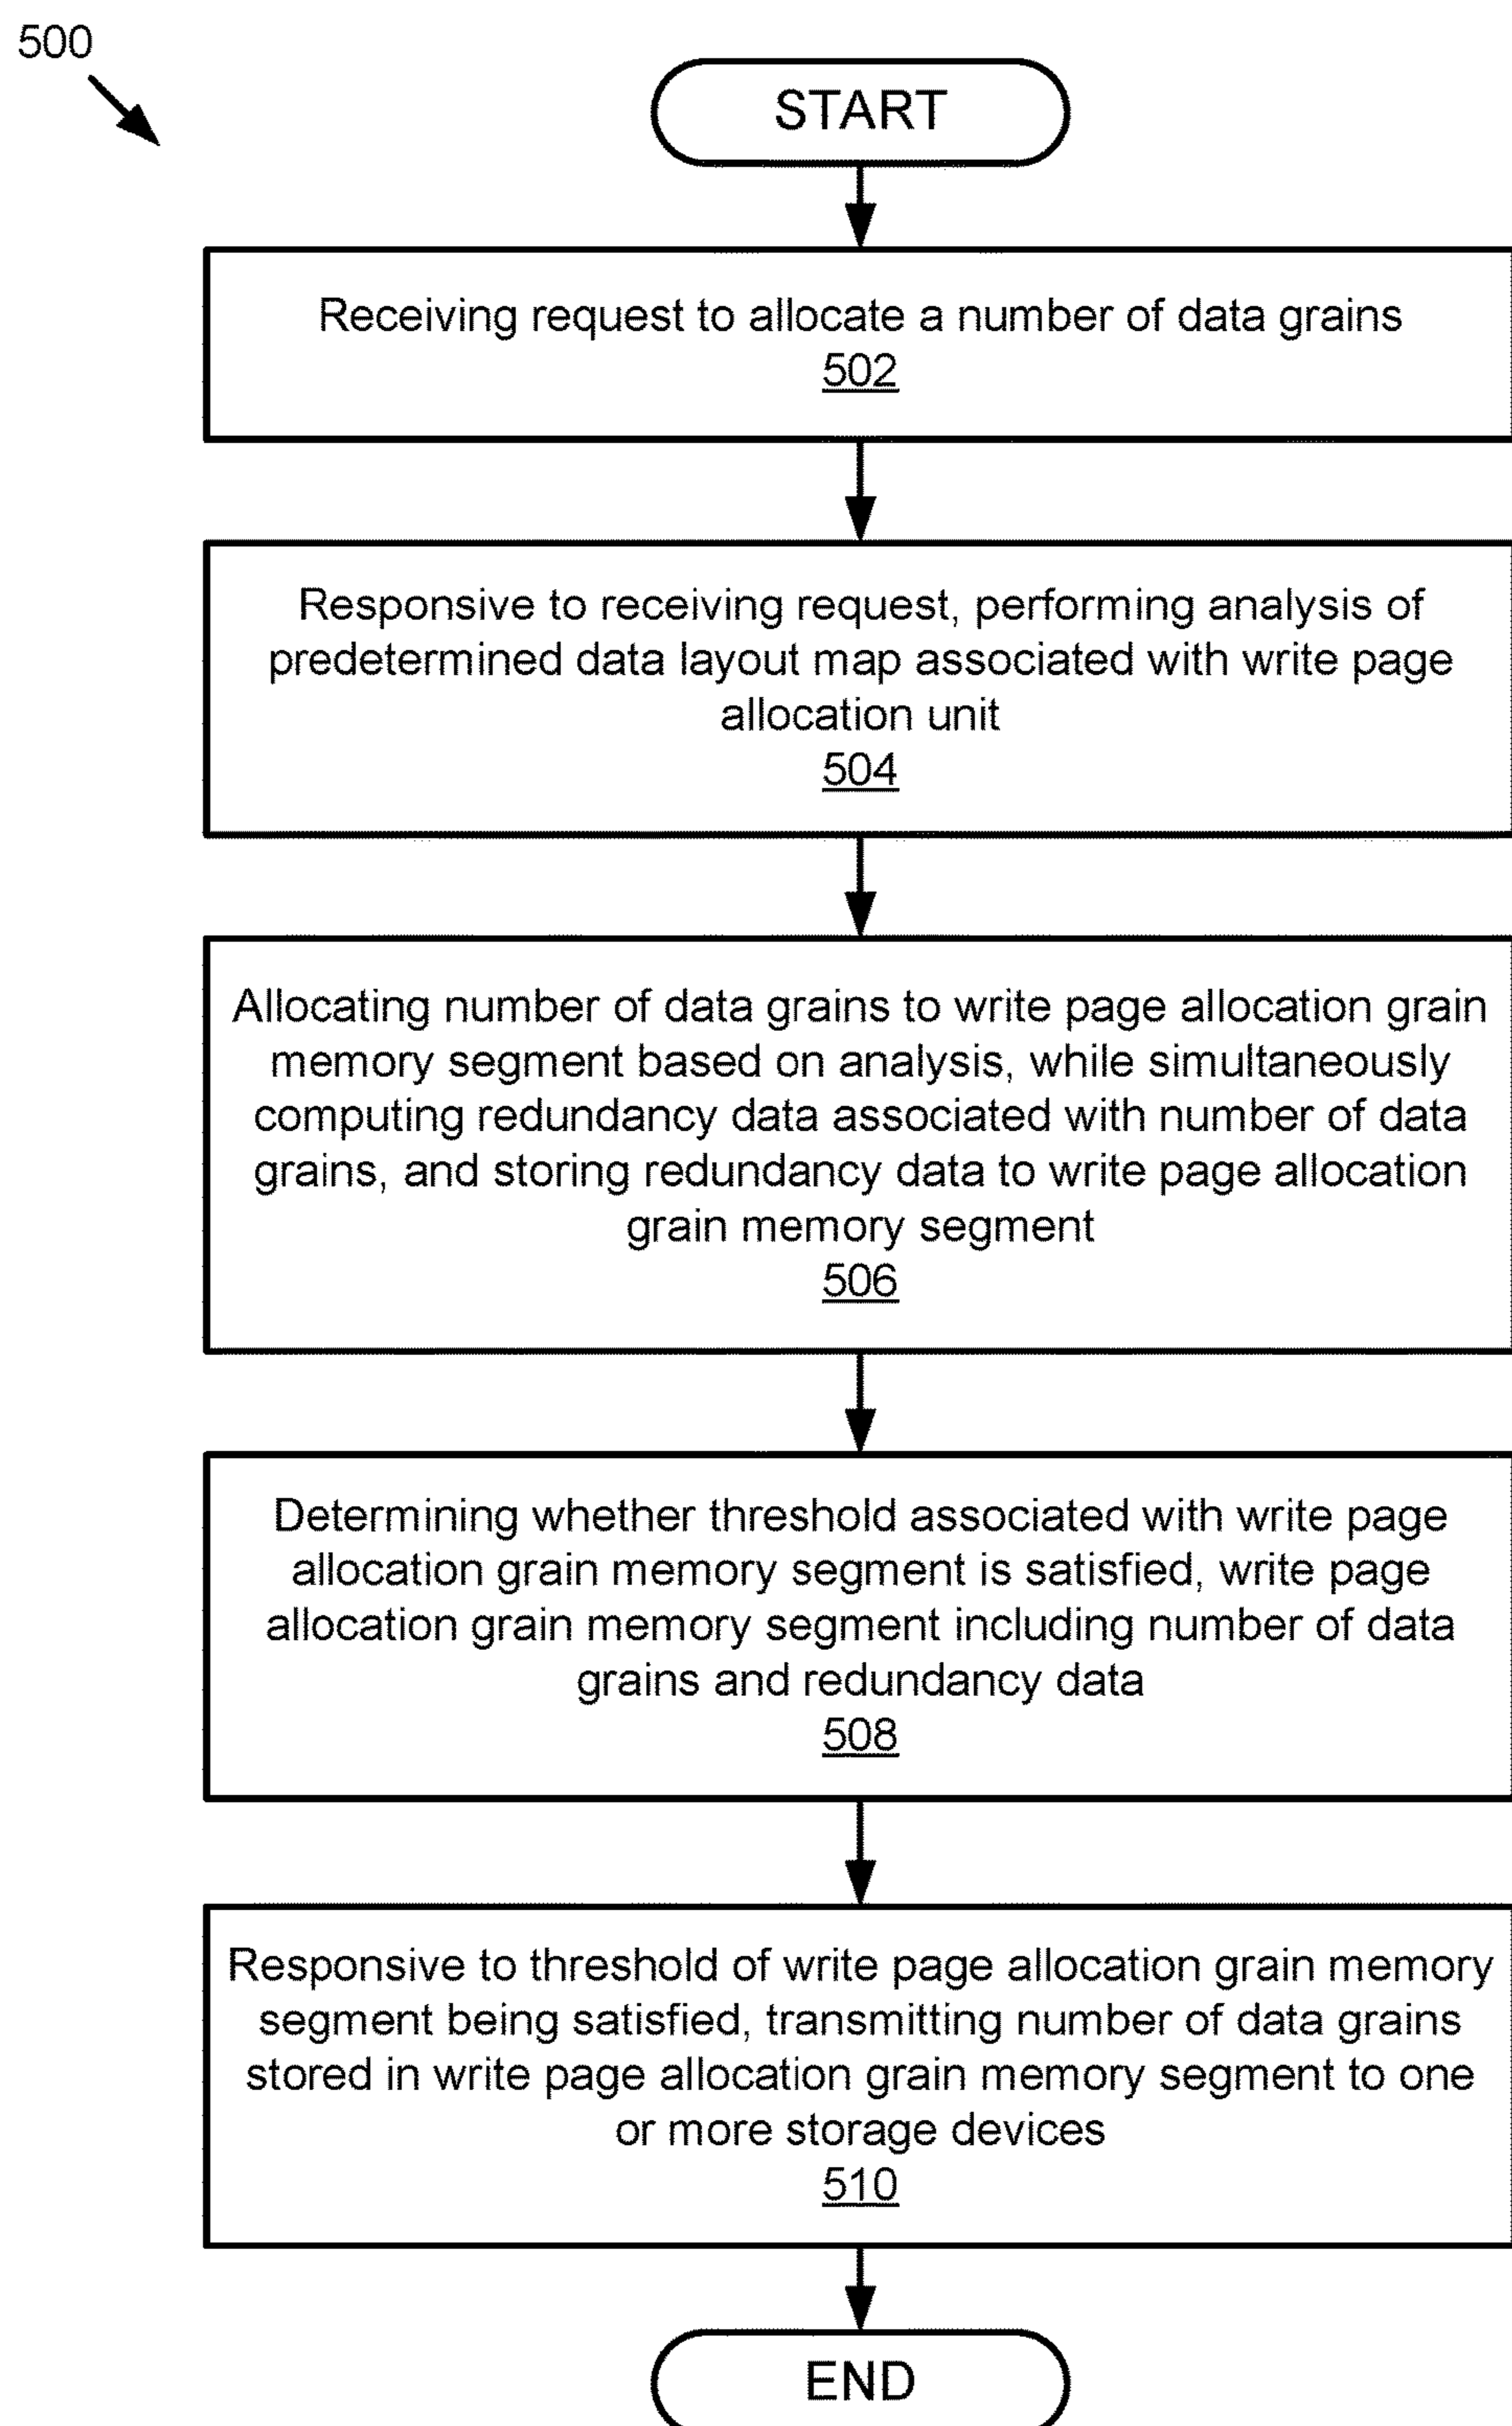 500
START
Receiving request to allocate a number of data grains
502
Responsive to receiving request, performing analysis of
predetermined data layout map associated with write page
allocation unit
504
Allocating number of data grains to write page allocation grain
memory segment based on analysis, while simultaneously
computing redundancy data associated with number of data
grains, and storing redundancy data to write page allocation
grain memory segment
506
Determining whether threshold associated with write page
allocation grain memory segment is satisfied, write page
allocation grain memory segment including number of data
grains and redundancy data
508
Responsive to threshold of write page allocation grain memory
segment being satisfied, transmitting number of data grains
stored in write page allocation grain memory segment to one
or more storage devices
510
END